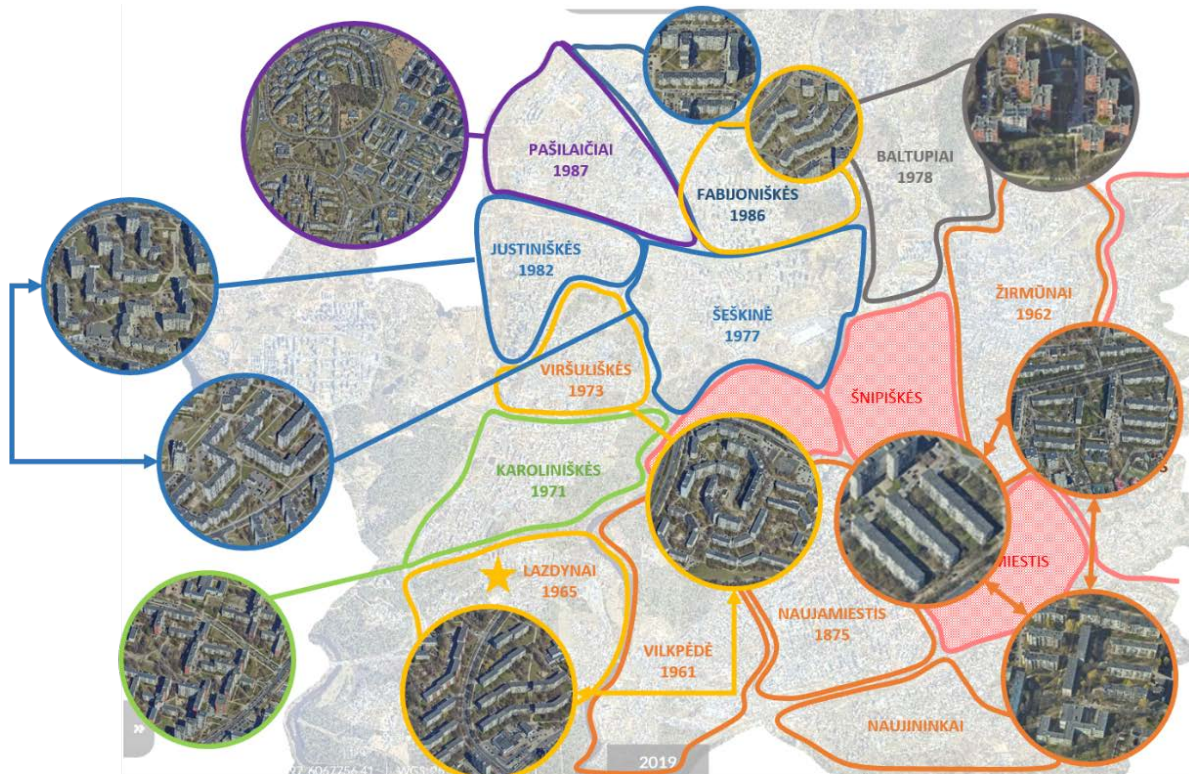 PAŠILAIČIAI
1987
FABIJONIŠKĖS
1986
BALTUPIAI
1978
JUSTINIŠKĖS
1982
ŠEŠKINĖ
1977
ŽIRMŪNAI
1962
VIRŠULIŠKĖS
1973
ŠNIPIŠKĖS
KAROLINIŠKĖS
1971
LAZDYNAI
1965
MIESTIS
NAUJAMIESTIS
1875
VILKPĖDĖ
1961
NAUJININKAI
»
2019